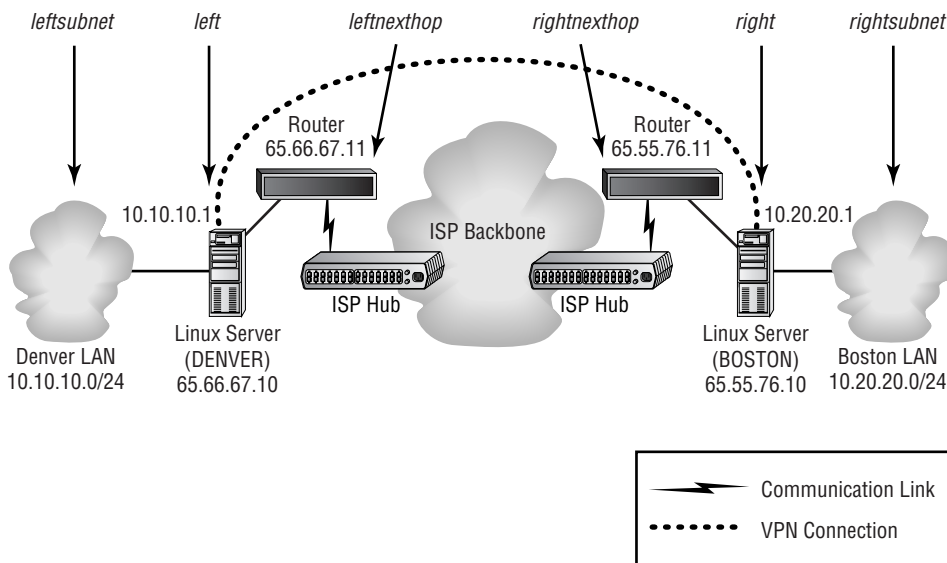 leftsubnet
left
leftnexthop
rightnexthop
right
rightsubnet
Router
65.66.67.11
Router
65.55.76.11
10.10.10.1
ISP Backbone
10.20.20.1
ISP Hub
ISP Hub
Denver LAN
10.10.10.0/24
Linux Server
(DENVER)
65.66.67.10
Linux Server
(BOSTON)
65.55.76.10
Boston LAN
10.20.20.0/24
Communication Link
VPN Connection